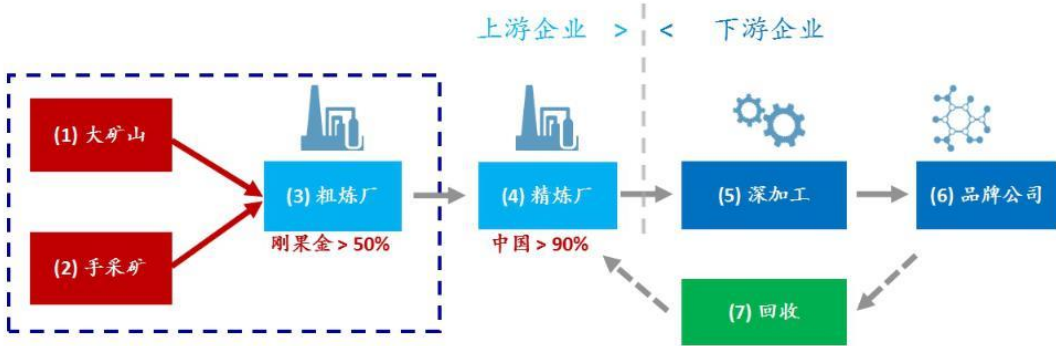 上游企业 > < 下游企业
(1) 大矿山
(2) 手采矿
(3) 粗炼厂
刚果金 > 50%
(4) 精炼厂
中国 > 90%
(5) 深加工
(6) 品牌公司
(7) 回收